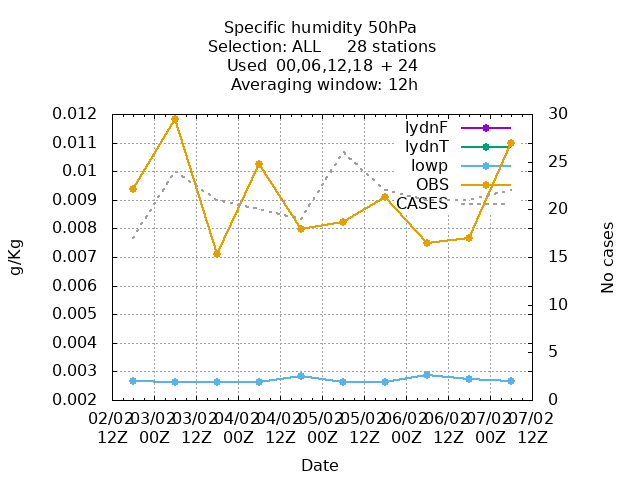 Specific humidity 50hPa
Selection: ALL     28 stations
Used  00,06,12,18  + 24
Averaging window: 12h
0.012
0.011
0.01
0.009
0.008
0.007
0.006
0.005
0.004
0.003
0.002
g/Kg
30
25
20
15
10
5
0
No cases
lydnF
lydnT
lowp
OBS
CASES
02/02 03/02 03/02 04/02 04/02 05/02 05/02 06/02 06/02 07/02 07/02
12Z 00Z 12Z 00Z 12Z 00Z 12Z 00Z 12Z 00Z 12Z
Date